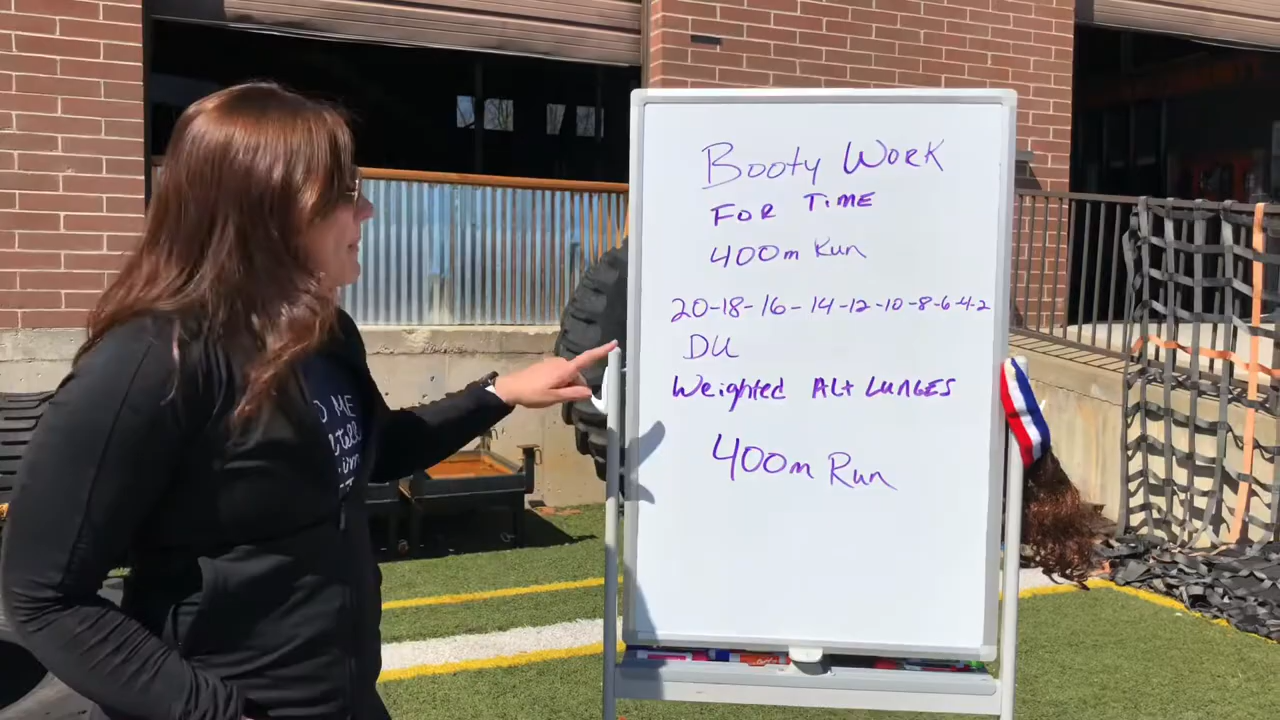 Booty Work
For Time
400m Run
20-18-16-14-12-10-8-6-4-2
DU
Weighted Alt Lunges
400m Run
ME